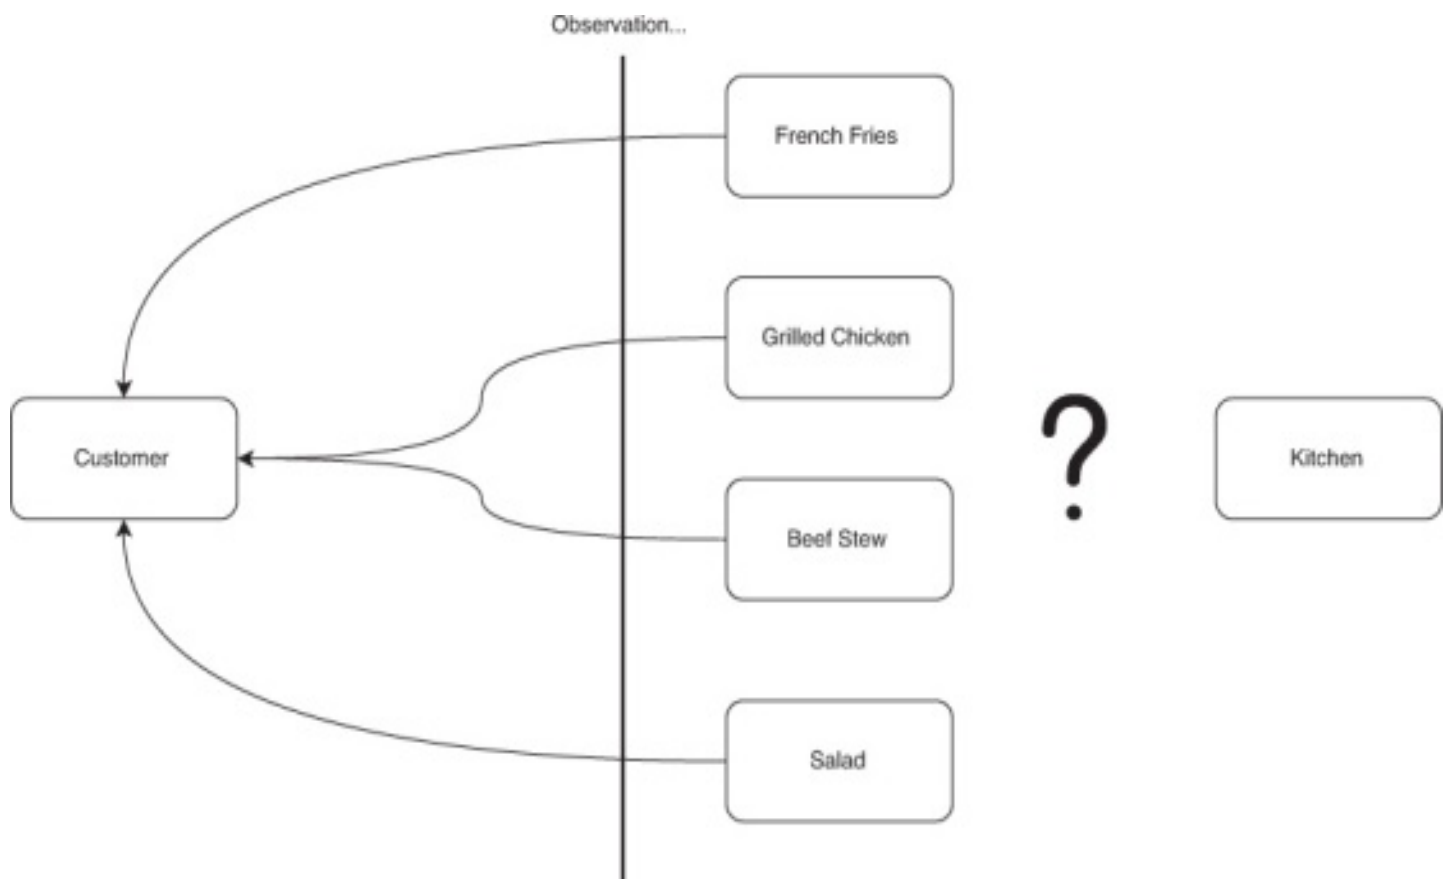 Observation...
French Fries
Grilled Chicken
Customer
?
Kitchen
Beef Stew
Salad